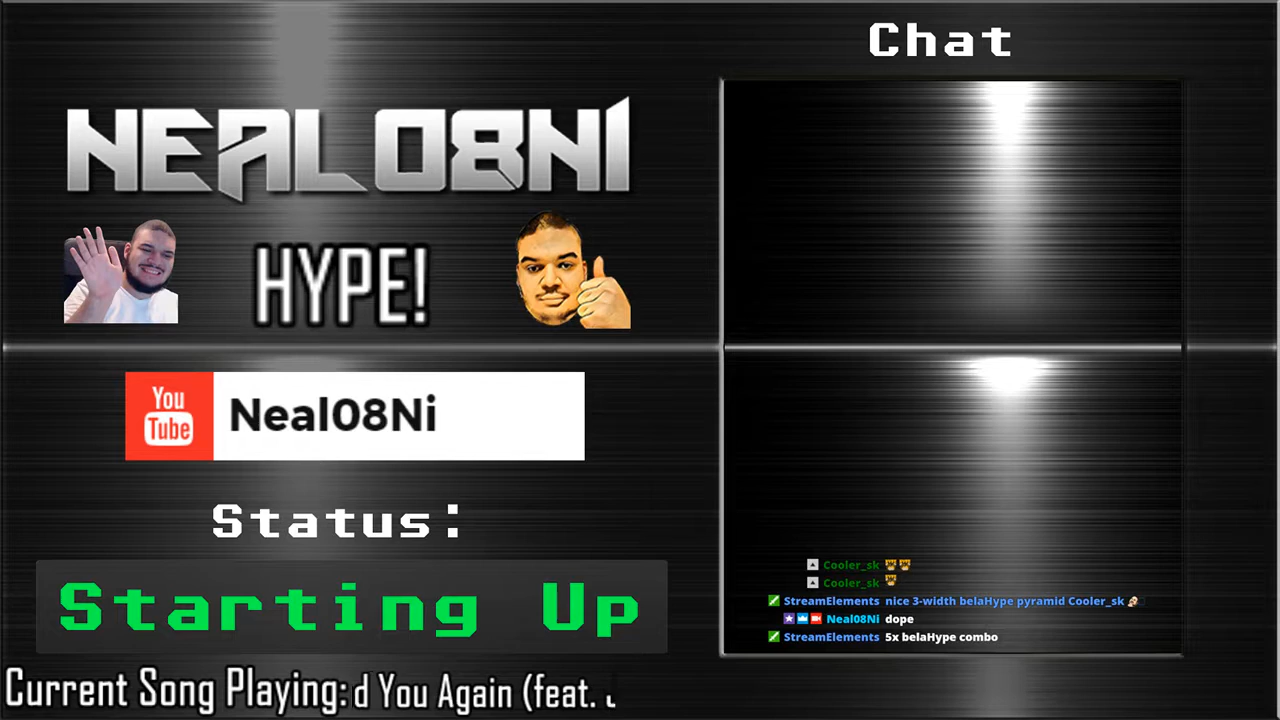 NEAL08NI
HYPE!
You
Tube
Neal08Ni
Status:
Starting Up
Current Song Playing: d You Again (feat.
Chat
Cooler_sk
Cooler_sk
StreamElements nice 3-width belaHype pyramid Cooler_sk
Neal08Ni dope
StreamElements 5x belaHype combo